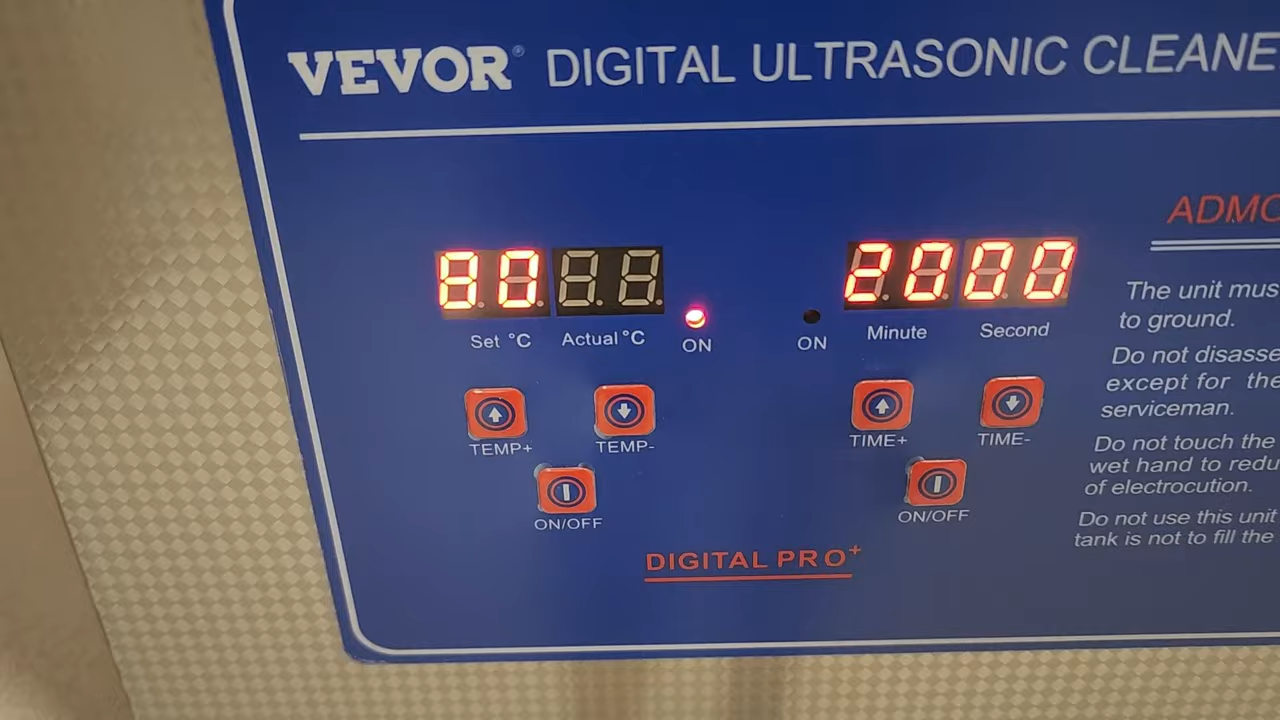 VEVOR® DIGITAL ULTRASONIC CLEANE
80
2000
Set °C
Actual °C
ON
ON
Minute
Second
TEMP+
TEMP-
ON/OFF
TIME+
TIME-
ON/OFF
DIGITAL PRO+
ADMO
The unit mus
to ground.
Do not disasse
except for the
serviceman.
Do not touch the
wet hand to redu
of electrocution.
Do not use this unit
tank is not to fill the